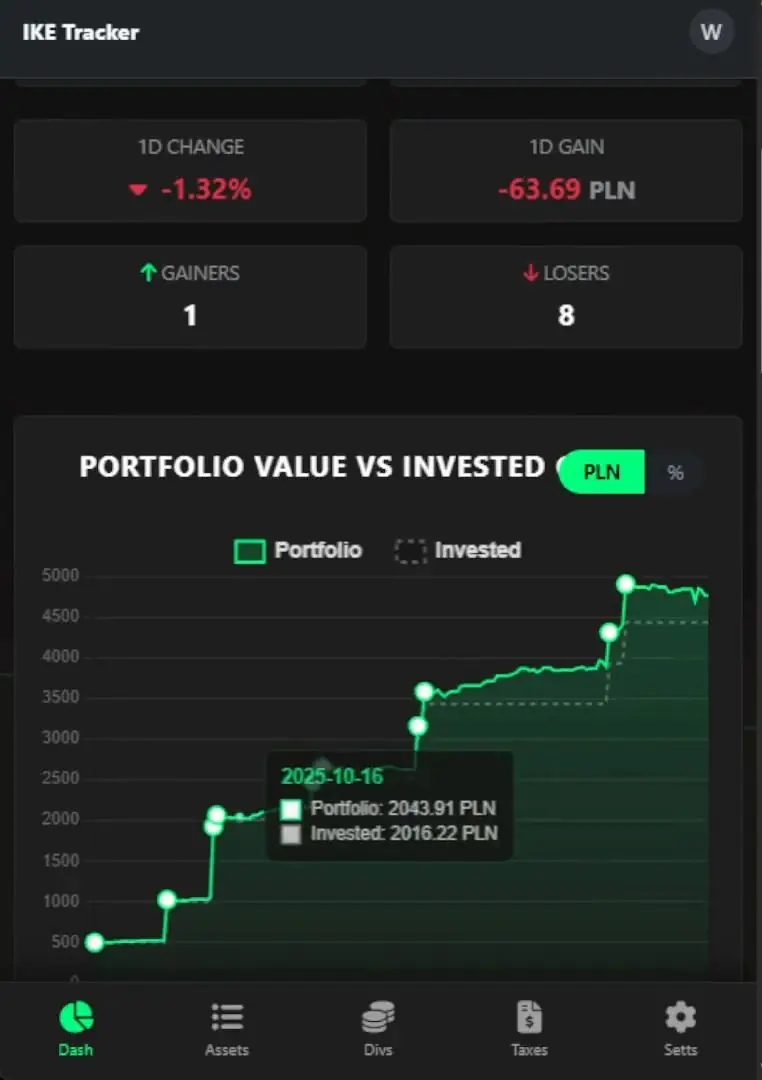 IKE Tracker
W
1D CHANGE
1D GAIN
-1.32%
-63.69 PLN
GAINERS
LOSERS
1
8
PORTFOLIO VALUE VS INVESTED
PLN
%
Portfolio
Invested
5000
4500
4000
3500
3000
2500
2000
1500
1000
500
0
2025-10-16
Portfolio: 2043.91 PLN
Invested: 2016.22 PLN
Dash
Assets
Divs
Taxes
Setts